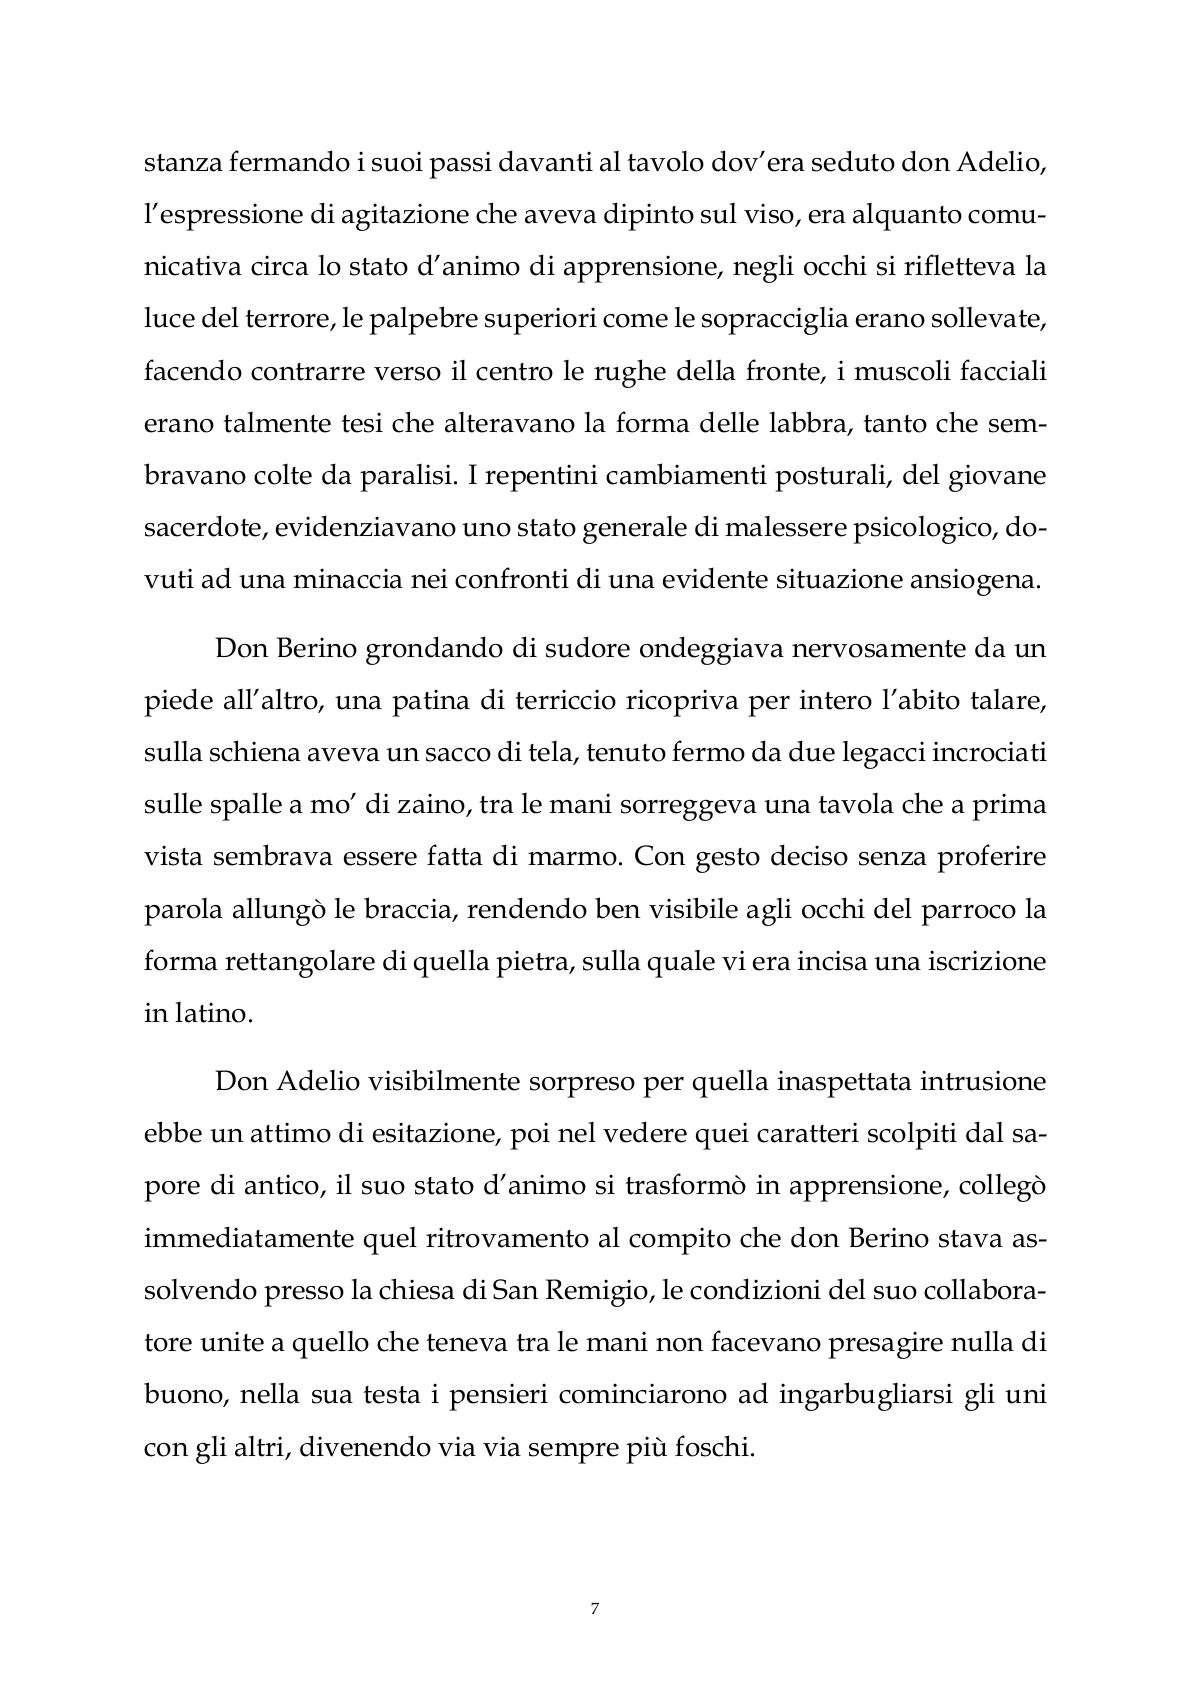 stanza fermando i suoi passi davanti al tavolo dov’era seduto don Adelio,
l’espressione di agitazione che aveva dipinto sul viso, era alquanto comu-
nicativa circa lo stato d’animo di apprensione, negli occhi si rifletteva la
luce del terrore, le palpebre superiori come le sopracciglia erano sollevate,
facendo contrarre verso il centro le rughe della fronte, i muscoli facciali
erano talmente tesi che alteravano la forma delle labbra, tanto che sem-
bravano colte da paralisi. I repentini cambiamenti posturali, del giovane
sacerdote, evidenziavano uno stato generale di malessere psicologico, do-
vuti ad una minaccia nei confronti di una evidente situazione ansiogena.
Don Berino grondando di sudore ondeggiava nervosamente da un
piede all’altro, una patina di terriccio ricopriva per intero l’abito talare,
sulla schiena aveva un sacco di tela, tenuto fermo da due legacci incrociati
sulle spalle a mo’ di zaino, tra le mani sorreggeva una tavola che a prima
vista sembrava essere fatta di marmo. Con gesto deciso senza proferire
parola allungò le braccia, rendendo ben visibile agli occhi del parroco la
forma rettangolare di quella pietra, sulla quale vi era incisa una iscrizione
in latino.
Don Adelio visibilmente sorpreso per quella inaspettata intrusione
ebbe un attimo di esitazione, poi nel vedere quei caratteri scolpiti dal sa-
pore di antico, il suo stato d’animo si trasformò in apprensione, collegò
immediatamente quel ritrovamento al compito che don Berino stava as-
solvendo presso la chiesa di San Remigio, le condizioni del suo collabora-
tore unite a quello che teneva tra le mani non facevano presagire nulla di
buono, nella sua testa i pensieri cominciarono ad ingarbugliarsi gli uni
con gli altri, divenendo via via sempre più foschi.
7